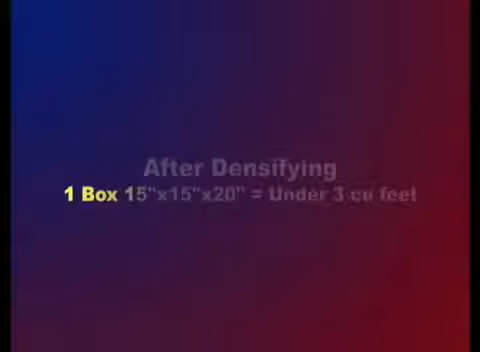 After Densifying
1 Box 15"x15"x20" = Under 3 cu feet